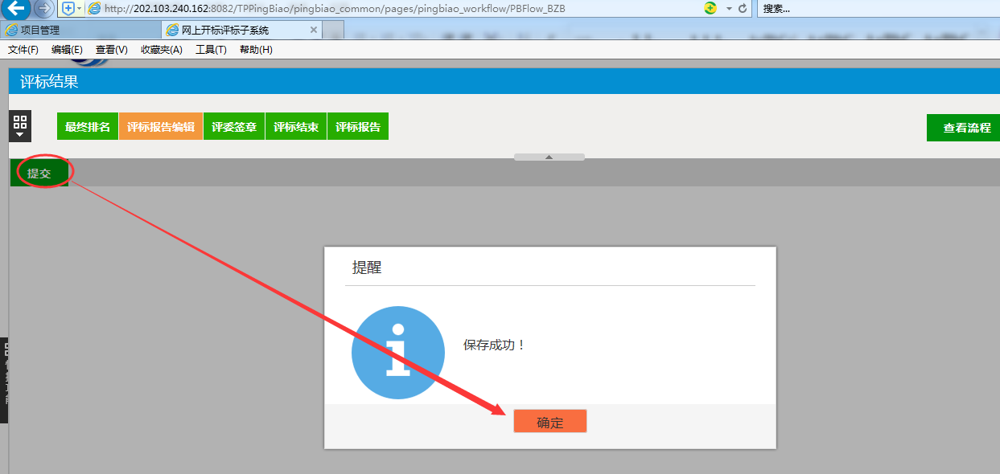 http://202.103.240.162:8082/TPPingBiao/pingbiao_common/pages/pingbiao_workflow/PBFlow_BZB
搜索...
项目管理
网上开标评标子系统
文件(F) 编辑(E) 查看(V) 收藏夹(A) 工具(T) 帮助(H)
评标结果
最终排名 评标报告编辑 评委签章 评标结束 评标报告
查看流程
提交
提醒
保存成功！
确定